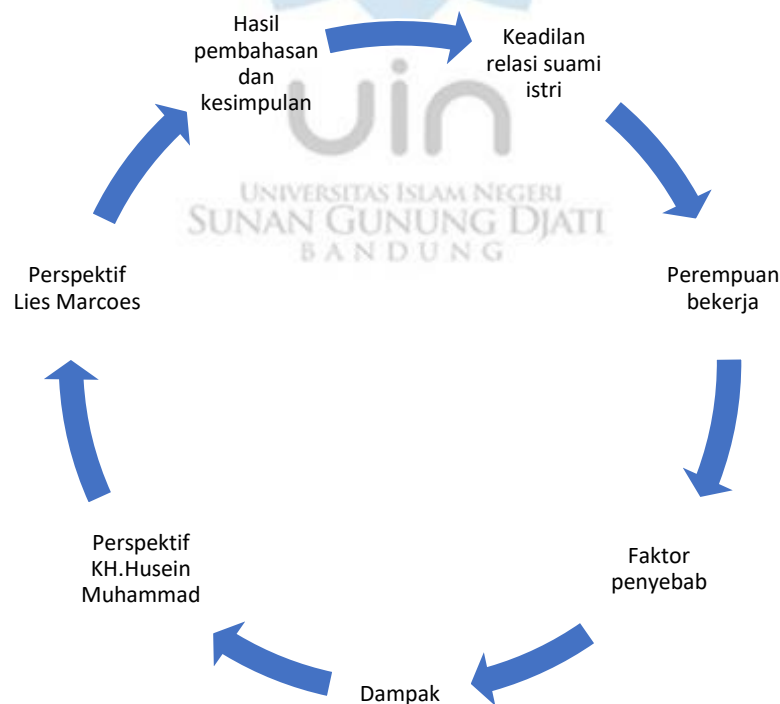 Hasil
pembahasan
dan
kesimpulan
Keadilan
relasi suami
istri
uin
UNIVERSITAS ISLAM NEGERI
SUNAN GUNUNG DJATI
BANDUNG
Perempuan
bekerja
Faktor
penyebab
Dampak
Perspektif
KH.Husein
Muhammad
Perspektif
Lies Marcoes